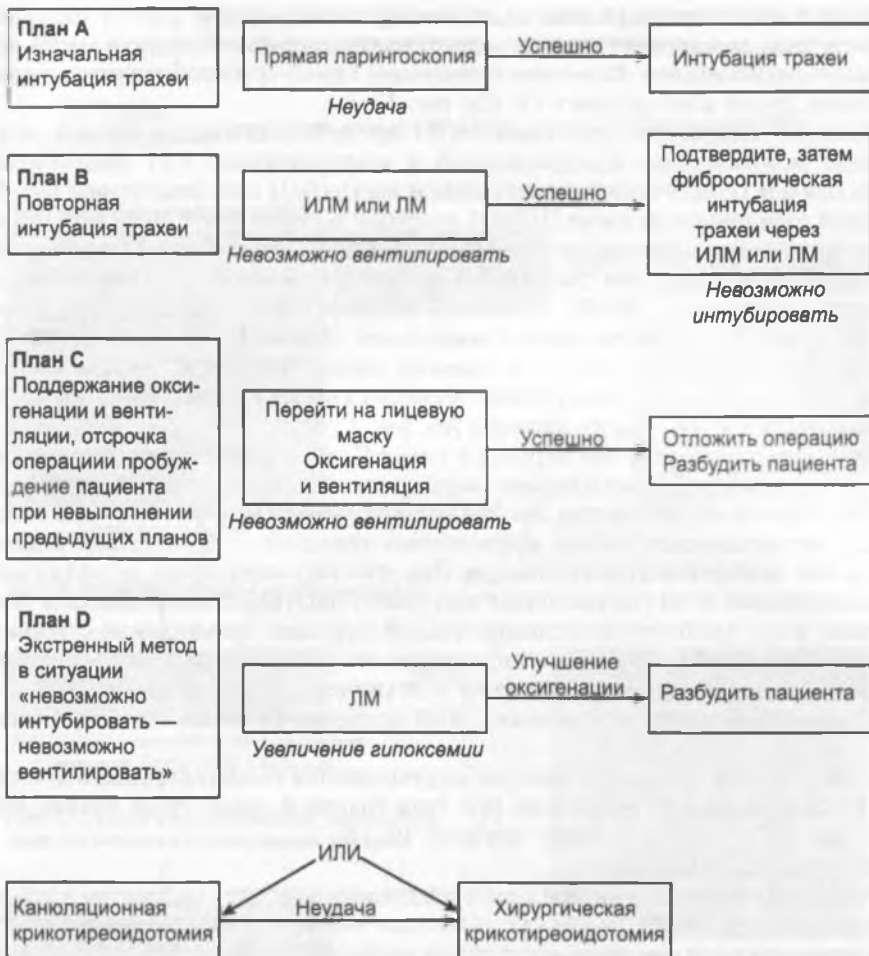 План А
Изначальная
интубация трахеи
Прямая ларингоскопия
Успешно
Интубация трахеи
Неудача
План В
Повторная
интубация трахеи
ИЛМ или ЛМ
Успешно
Подтвердите, затем
фиброоптическая
интубация
трахеи через
ИЛМ или ЛМ
Невозможно вентилировать
Невозможно
интубировать
План С
Поддержание окси-
генации и венти-
ляции, отсрочка
операциии пробуж-
дение пациента
при невыполнении
предыдущих планов
Перейти на лицевую
маску
Оксигенация
и вентиляция
Успешно
Отложить операцию
Разбудить пациента
Невозможно вентилировать
План D
Экстренный метод
в ситуации
«невозможно
интубировать —
невозможно
вентилировать»
ЛМ
Улучшение
оксигенации
Разбудить пациента
Увеличение гипоксемии
ИЛИ
Канюляционная
крикотиреоидотомия
Неудача
Хирургическая
крикотиреоидотомия